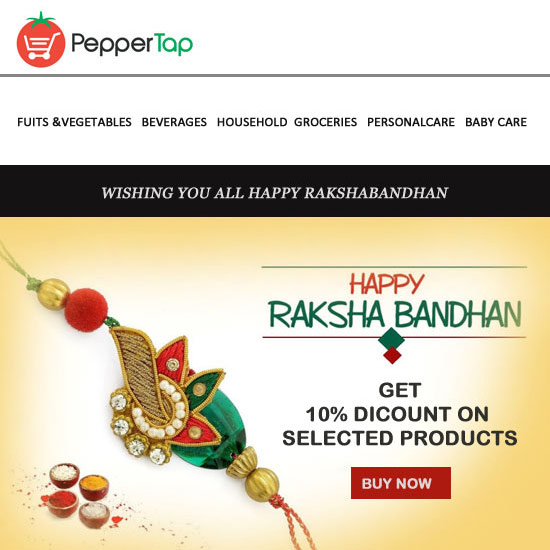 PepperTap
FUITS &VEGETABLES BEVERAGES HOUSEHOLD GROCERIES PERSONALCARE BABY CARE
WISHING YOU ALL HAPPY RAKSHABANDHAN
HAPPY
RAKSHA BANDHAN
GET
10% DICOUNT ON
SELECTED PRODUCTS
BUY NOW